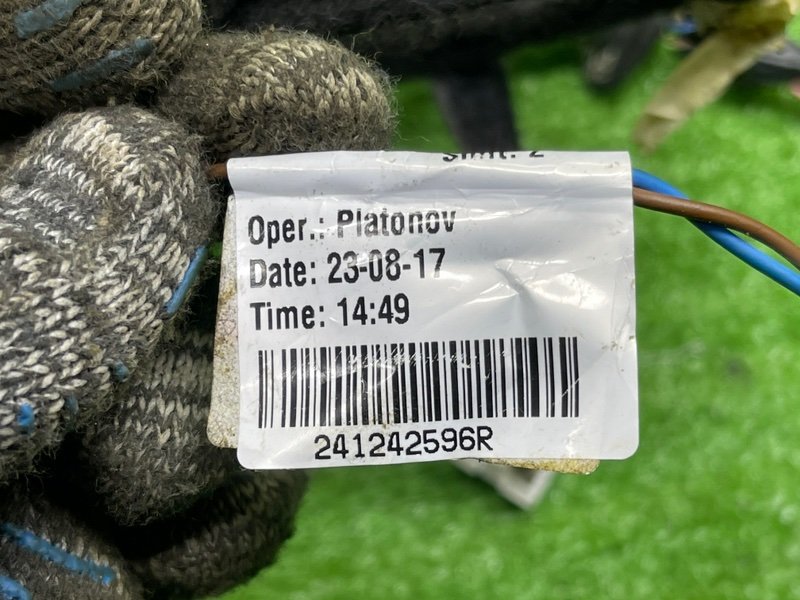 Oper.: Platonov
Date: 23-08-17
Time: 14:49
241242596R